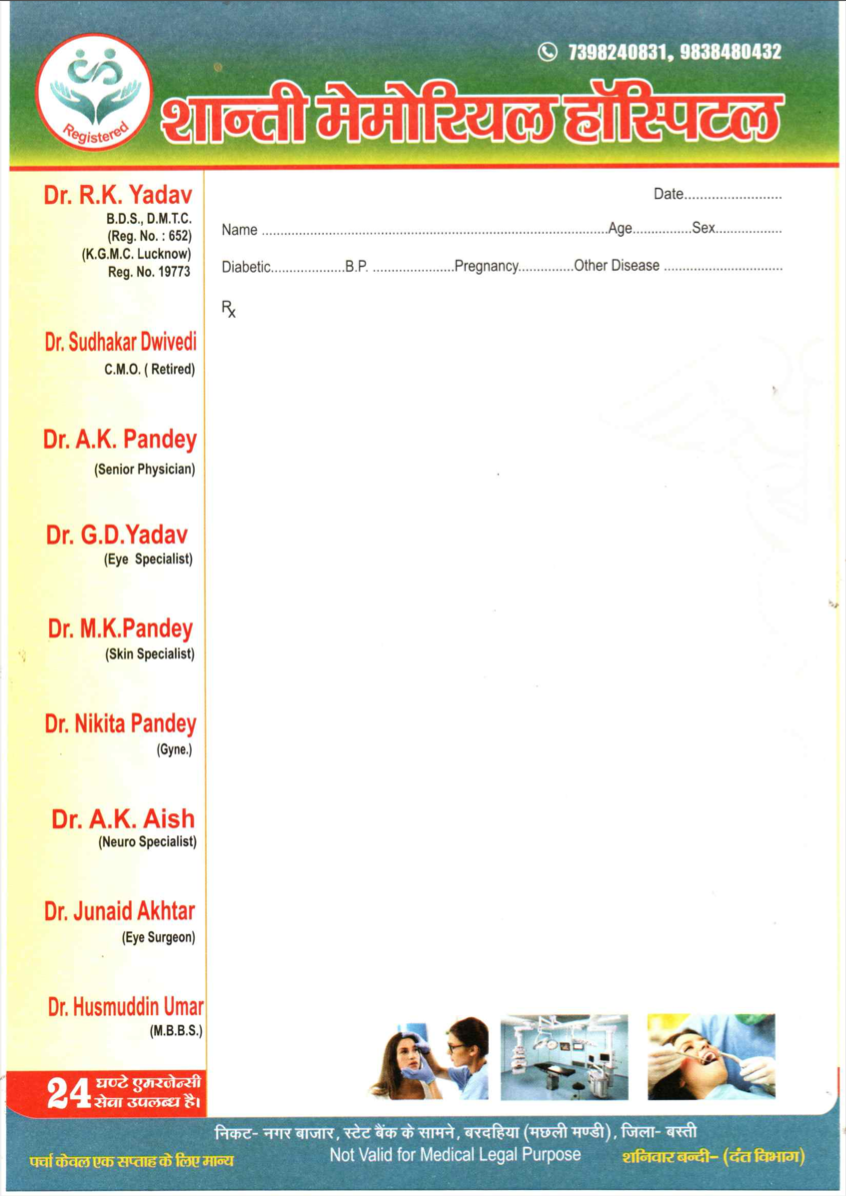 7398240831, 9838480432
Registered
शान्ती मेमोरियल हॉस्पिटल
Dr. R.K. Yadav
B.D.S., D.M.T.C.
(Reg. No. : 652)
(K.G.M.C. Lucknow)
Reg. No. 19773
Dr. Sudhakar Dwivedi
C.M.O. ( Retired)
Dr. A.K. Pandey
(Senior Physician)
Dr. G.D.Yadav
(Eye Specialist)
Dr. M.K.Pandey
(Skin Specialist)
Dr. Nikita Pandey
(Gyne.)
Dr. A.K. Aish
(Neuro Specialist)
Dr. Junaid Akhtar
(Eye Surgeon)
Dr. Husmuddin Umar
(M.B.B.S.)
24 घण्टे एमरजेन्सी
सेवा उपलब्ध है।
Date........................
Name ....................................................................................Age...............Sex.................
Diabetic...................B.P. .....................Pregnancy..............Other Disease ..............................
Rx
निकट- नगर बाजार, स्टेट बैंक के सामने, बरदहिया (मछली मण्डी), जिला- बस्ती
पर्चा केवल एक सप्ताह के लिए मान्य Not Valid for Medical Legal Purpose शनिवार बन्दी- (दंत विभाग)